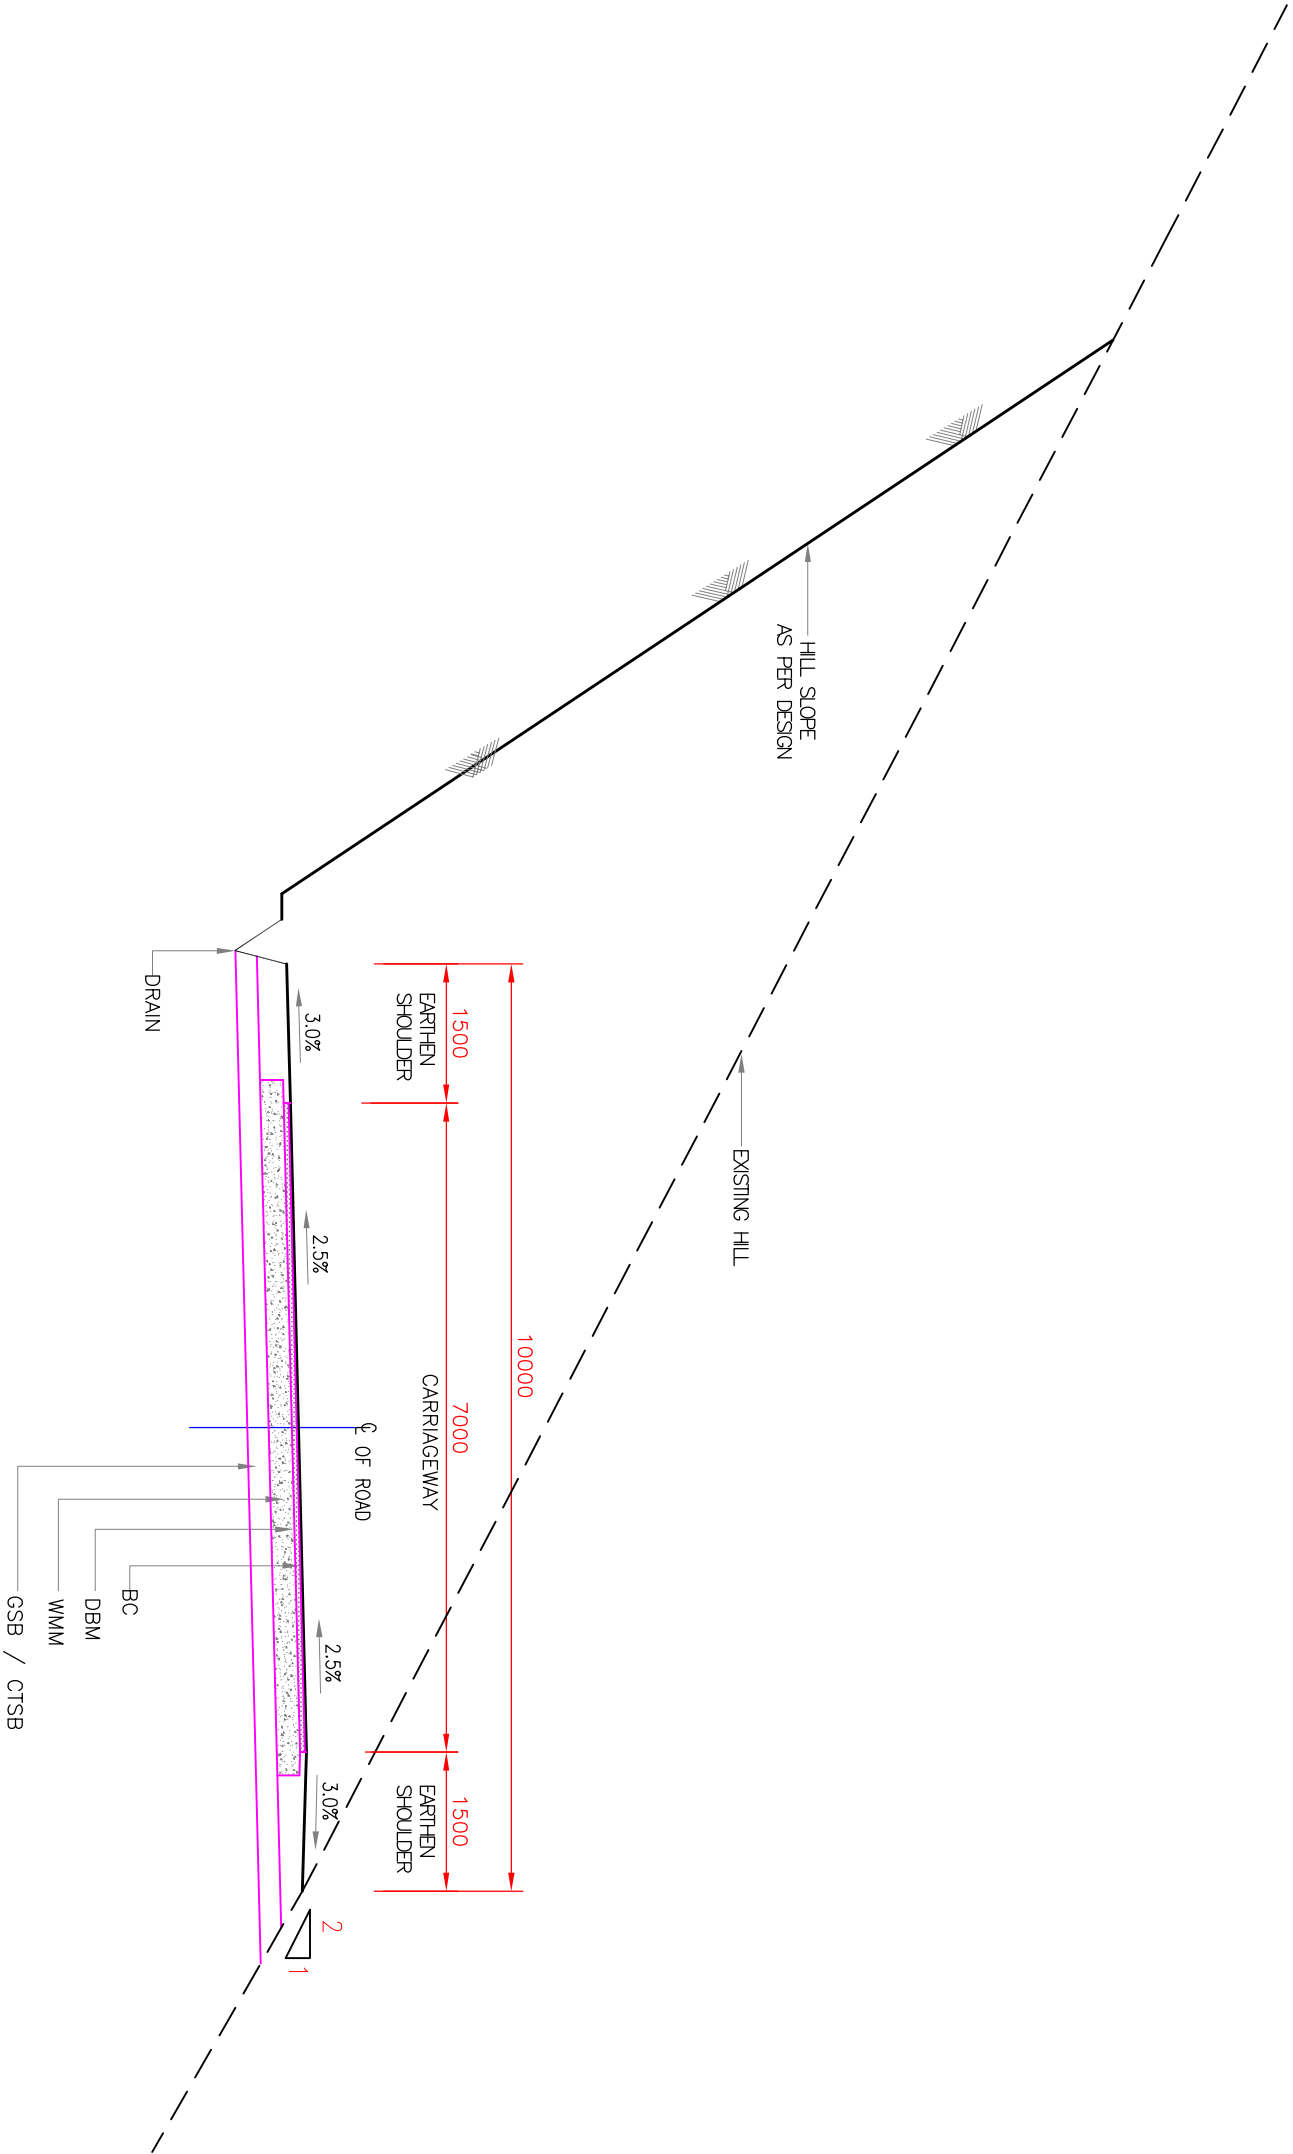 HILL SLOPE
AS PER DESIGN
EXISTING HILL
10000
1500
7000
1500
EARTHEN
SHOULDER
CARRIAGEWAY
EARTHEN
SHOULDER
℄ OF ROAD
3.0%
2.5%
2.5%
3.0%
2
1
DRAIN
BC
DBM
WMM
GSB / CTSB